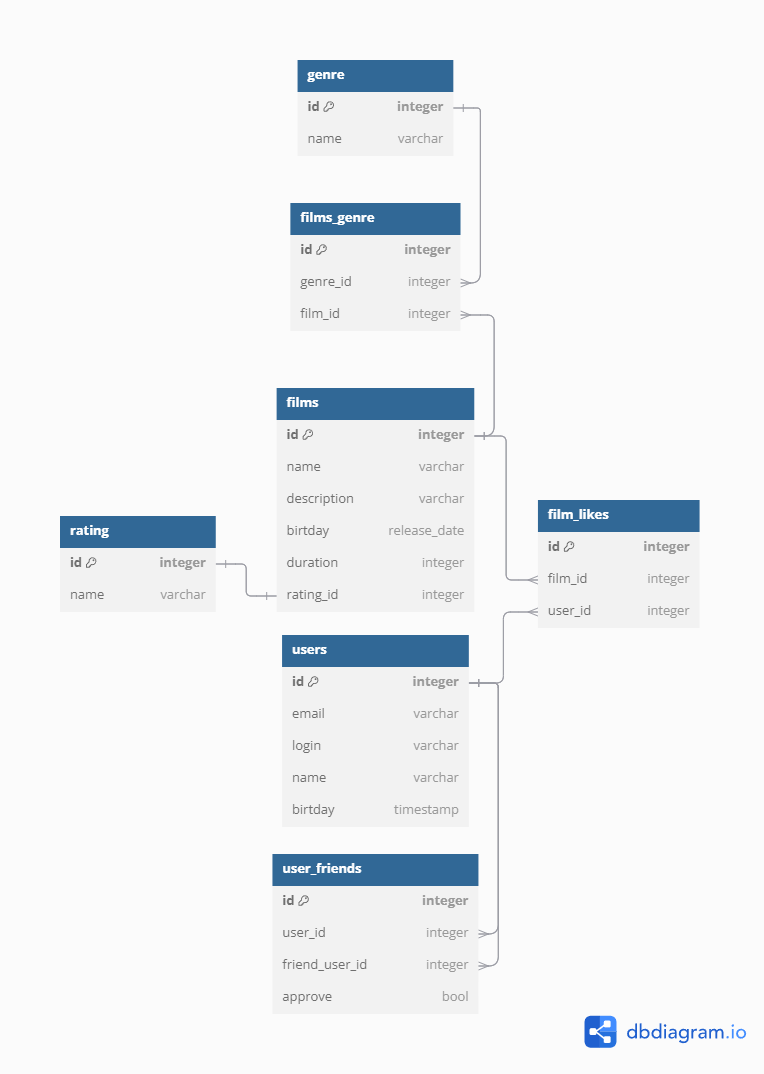 genre
id integer
name varchar
films_genre
id integer
genre_id integer
film_id integer
films
id integer
name varchar
description varchar
birtday release_date
duration integer
rating_id integer
rating
id integer
name varchar
film_likes
id integer
film_id integer
user_id integer
users
id integer
email varchar
login varchar
name varchar
birtday timestamp
user_friends
id integer
user_id integer
friend_user_id integer
approve bool
dbdiagram.io